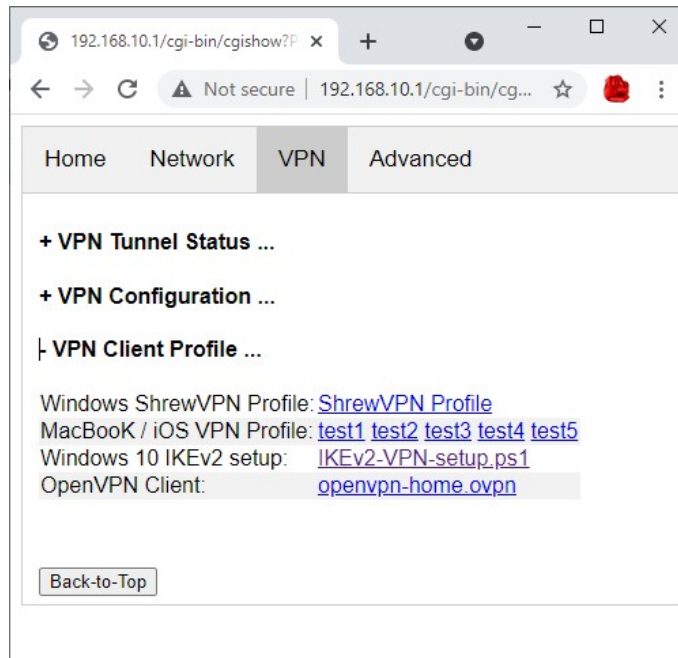 192.168.10.1/cgi-bin/cgishow?P
Not secure | 192.168.10.1/cgi-bin/cg...
Home Network VPN Advanced
+ VPN Tunnel Status ...
+ VPN Configuration ...
- VPN Client Profile ...
Windows ShrewVPN Profile: ShrewVPN Profile
MacBooK / iOS VPN Profile: test1 test2 test3 test4 test5
Windows 10 IKEv2 setup: IKEv2-VPN-setup.ps1
OpenVPN Client: openvpn-home.ovpn
Back-to-Top